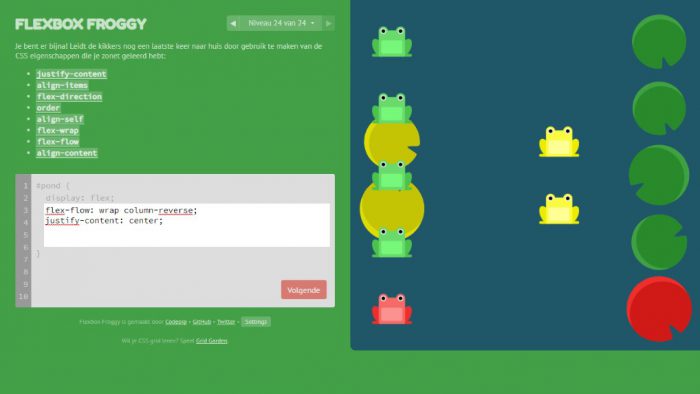 FLEXBOX FROGGY
◀ Niveau 24 van 24 ▾ ▶
Je bent er bijna! Leidt de kikkers nog een laatste keer naar huis door gebruik te maken van de
CSS eigenschappen die je zonet geleerd hebt:
• justify-content
• align-items
• flex-direction
• order
• align-self
• flex-wrap
• flex-flow
• align-content
1 #pond {
2 display: flex;
3 flex-flow: wrap column-reverse;
4 justify-content: center;
5
6 }
7
8
9
10
Volgende
Flexbox Froggy is gemaakt door Codepip • GitHub • Twitter • Settings
Wil je CSS grid leren? Speel Grid Garden.